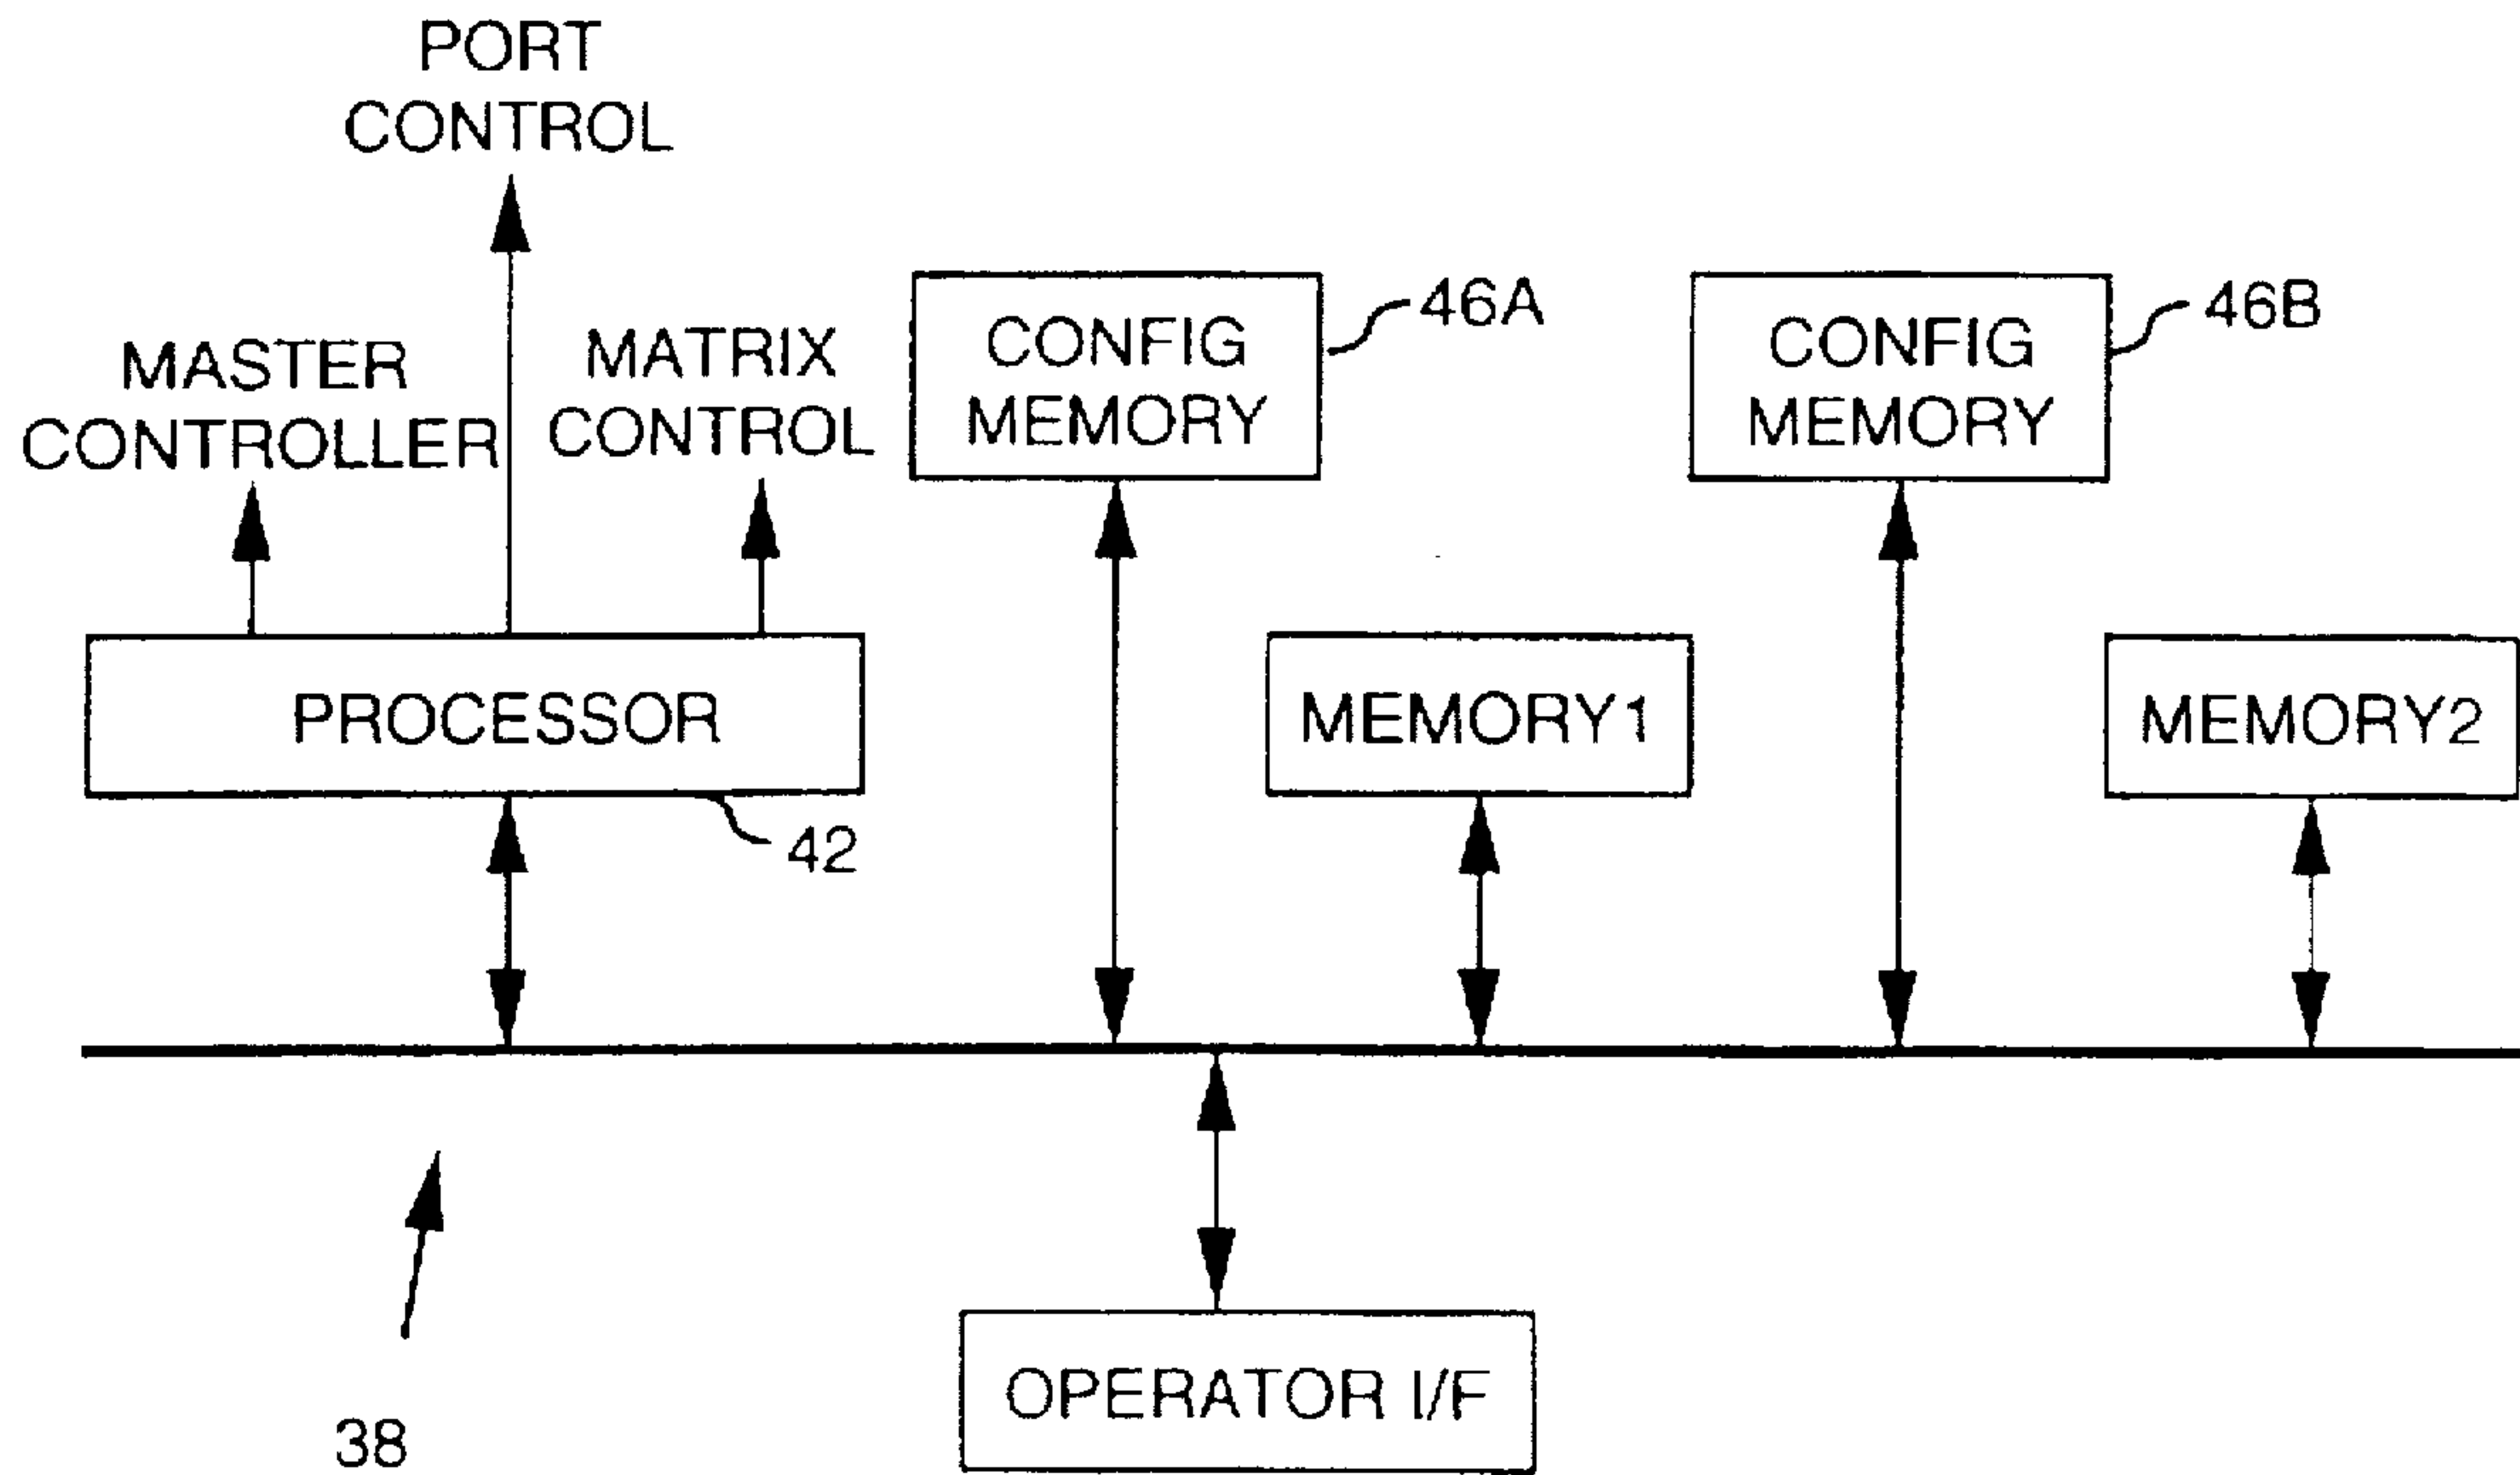 PORT
CONTROL
MASTER
CONTROLLER
MATRIX
CONTROL
CONFIG
MEMORY
46A
CONFIG
MEMORY
46B
PROCESSOR
42
MEMORY1
MEMORY2
38
OPERATOR I/F